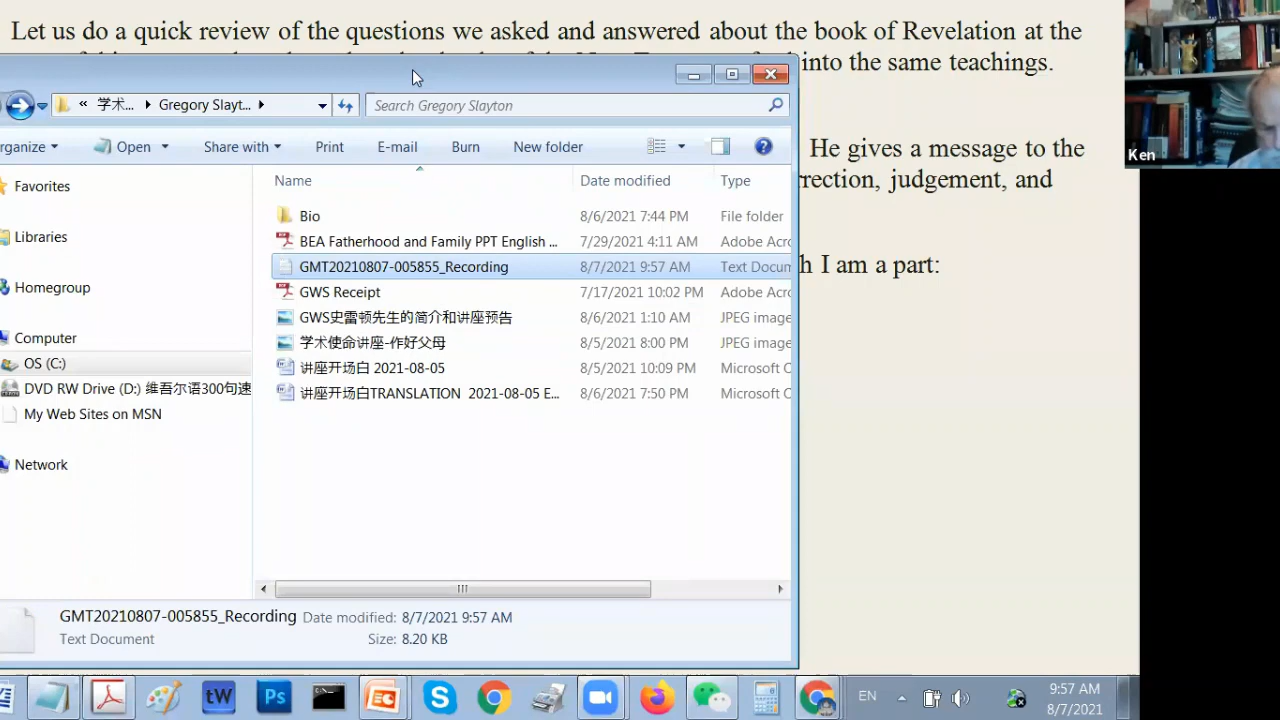 Let us do a quick review of the questions we asked and answered about the book of Revelation at the
into the same teachings.
Ken
学术... Gregory Slayt...
Search Gregory Slayton
Open Share with Print E-mail Burn New folder
He gives a message to the
judgement, and
Favorites
Name Date modified Type
Bio 8/6/2021 7:44 PM File folder
Libraries
BEA Fatherhood and Family PPT English ... 7/29/2021 4:11 AM Adobe Acro
GMT20210807-005855_Recording 8/7/2021 9:57 AM Text Docum
h I am a part:
Homegroup
GWS Receipt 7/17/2021 10:02 PM Adobe Acro
GWS史雷顿先生的简介和讲座预告 8/6/2021 1:10 AM JPEG image
Computer
学术使命讲座-作好父母 8/5/2021 8:00 PM JPEG image
OS (C:)
讲座开场白 2021-08-05 8/5/2021 10:09 PM Microsoft O
DVD RW Drive (D:) 维吾尔语300句速
讲座开场白TRANSLATION 2021-08-05 E... 8/6/2021 7:50 PM Microsoft O
My Web Sites on MSN
Network
GMT20210807-005855_Recording Date modified: 8/7/2021 9:57 AM
Text Document Size: 8.20 KB
tW Ps EN 9:57 AM
8/7/2021